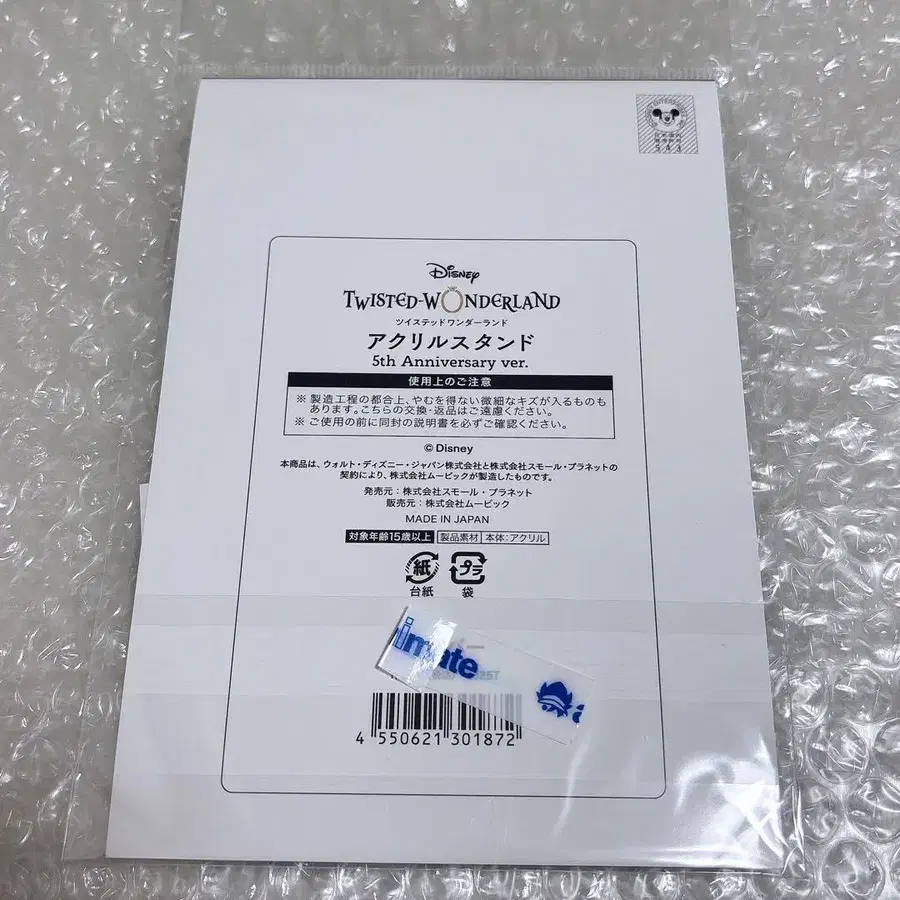 Disney
TWISTED-WONDERLAND
ツイステッドワンダーランド
アクリルスタンド
5th Anniversary ver.
使用上のご注意
※ 製造工程の都合上、やむを得ない微細なキズが入るものも
あります。こちらの交換・返品はご遠慮ください。
※ ご使用の前に同封の説明書を必ずご確認ください。
© Disney
本商品は、ウォルト・ディズニー・ジャパン株式会社と株式会社スモール・プラネットの
契約により、株式会社ムービックが製造したものです。
発売元：株式会社スモール・プラネット
販売元：株式会社ムービック
MADE IN JAPAN
対象年齢15歳以上 製品素材 本体：アクリル
紙 プラ
台紙 袋
imate
4 550621 301872